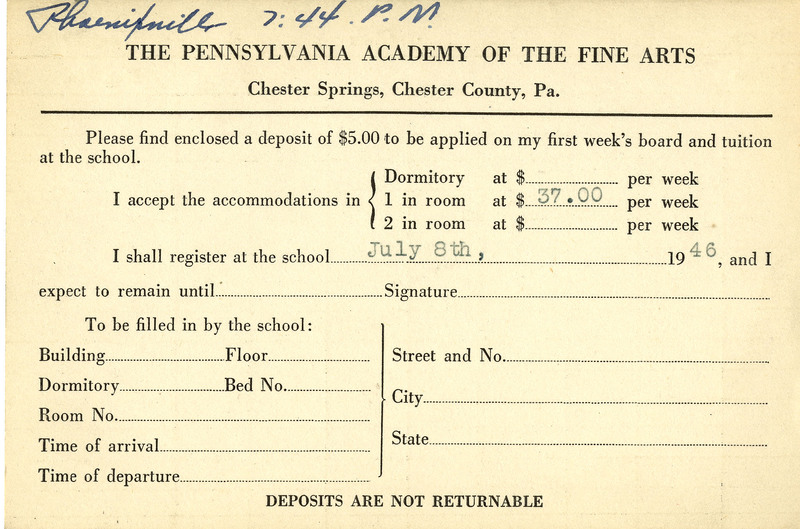 Phoenixville 7:44 P.M.
THE PENNSYLVANIA ACADEMY OF THE FINE ARTS
Chester Springs, Chester County, Pa.
Please find enclosed a deposit of $5.00 to be applied on my first week's board and tuition
at the school.
I accept the accommodations in
Dormitory at $ per week
1 in room at $ 37.00 per week
2 in room at $ per week
I shall register at the school July 8th, 1946, and I
expect to remain until Signature
To be filled in by the school:
Building Floor
Dormitory Bed No.
Room No.
Time of arrival
Time of departure
Street and No.
City
State
DEPOSITS ARE NOT RETURNABLE